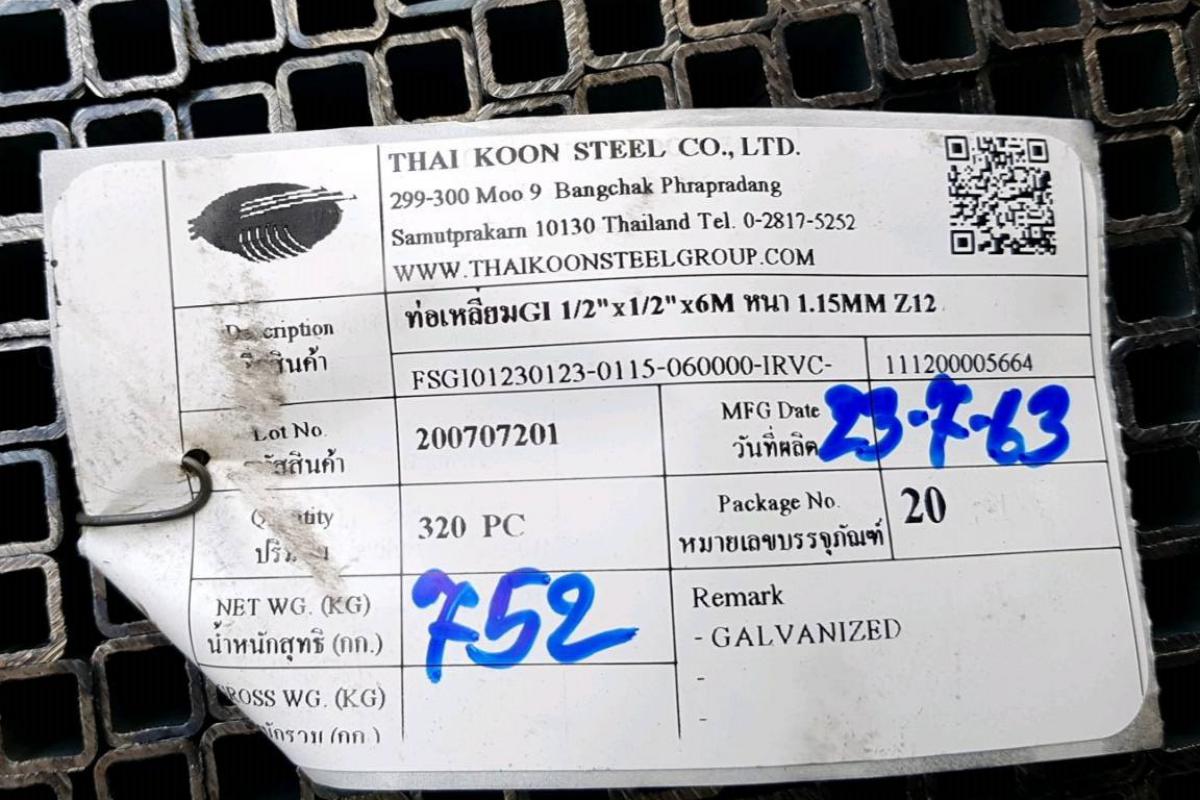 THAI KOON STEEL CO., LTD.
299-300 Moo 9 Bangchak Phrapradang
Samutprakarn 10130 Thailand Tel. 0-2817-5252
WWW.THAIKOONSTEELGROUP.COM
ท่อเหลี่ยมGI 1/2"x1/2"x6M หนา 1.15MM Z12
FSGI01230123-0115-060000-IRVC- 111200005664
Lot No. 200707201
MFG Date
วันที่ผลิต 23-7-63
320 PC
Package No. 20
หมายเลขบรรจุภัณฑ์
NET WG. (KG) 752
น้ำหนักสุทธิ (กก.)
Remark
- GALVANIZED
-
-
WG. (KG)